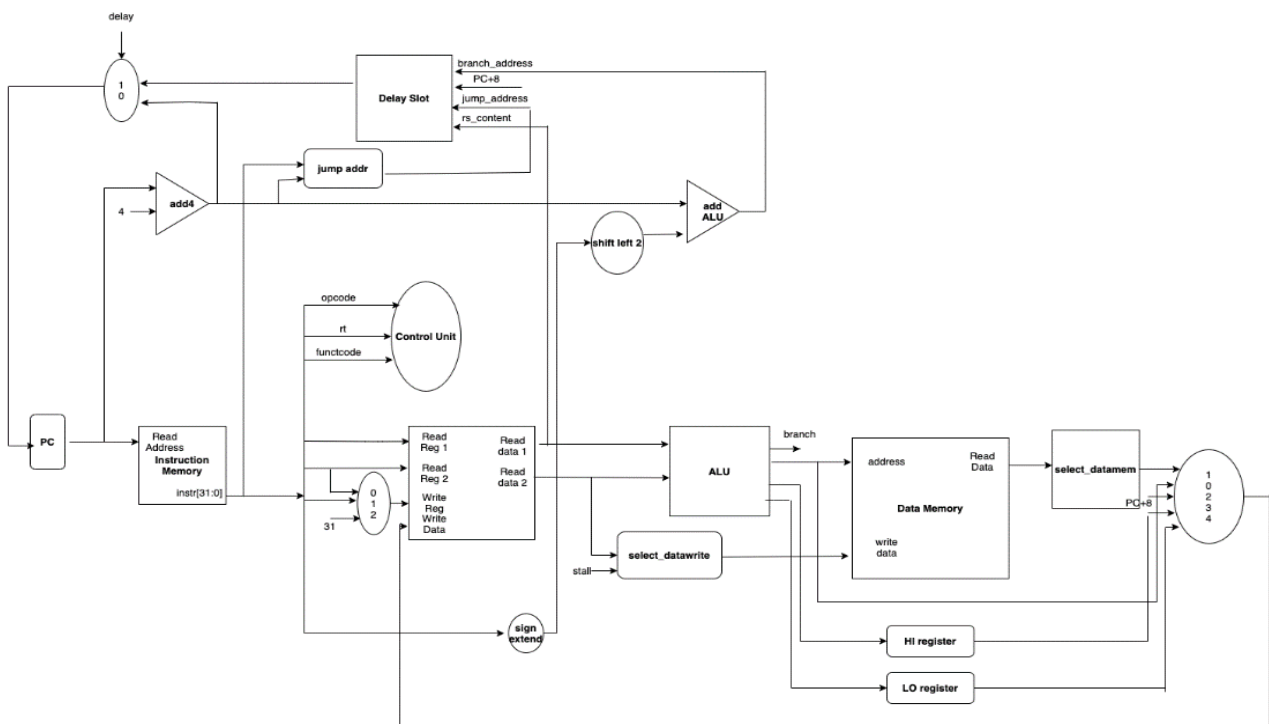 delay
1
0
Delay Slot
branch_address
PC+8
jump_address
rs_content
jump addr
add4
4
add
ALU
shift left 2
opcode
rt
functcode
Control Unit
PC
Read
Address
Instruction
Memory
instr[31:0]
Read
Reg 1
Read
Reg 2
Write
Reg
Write
Data
Read
data 1
Read
data 2
0
1
2
31
ALU
branch
address
Read
Data
Data Memory
write
data
select_datamem
1
0
2
3
4
PC+8
select_datawrite
stall
sign
extend
HI register
LO register